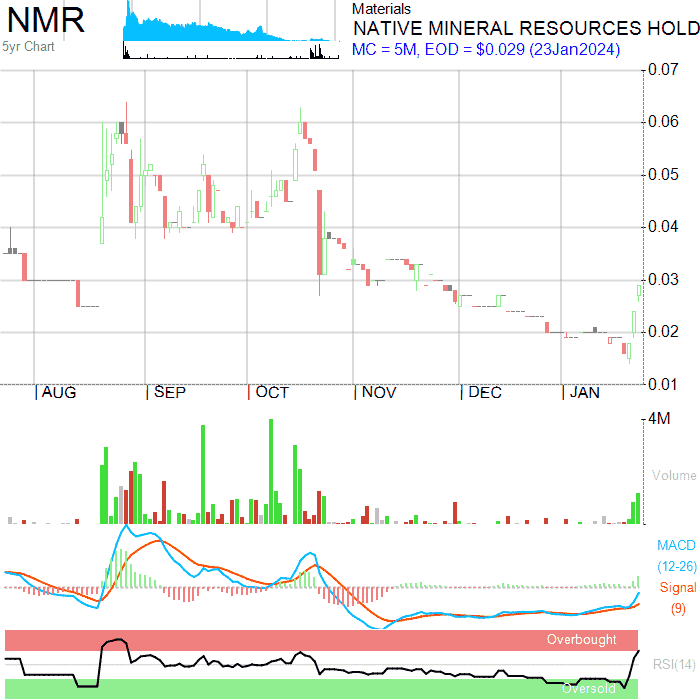 NMR
5yr Chart
Materials
NATIVE MINERAL RESOURCES HOLD
MC = 5M, EOD = $0.029 (23Jan2024)
0.07
0.06
0.05
0.04
0.03
0.02
0.01
AUG SEP OCT NOV DEC JAN
4M
Volume
MACD
(12-26)
Signal
(9)
Overbought
RSI(14)
Oversold